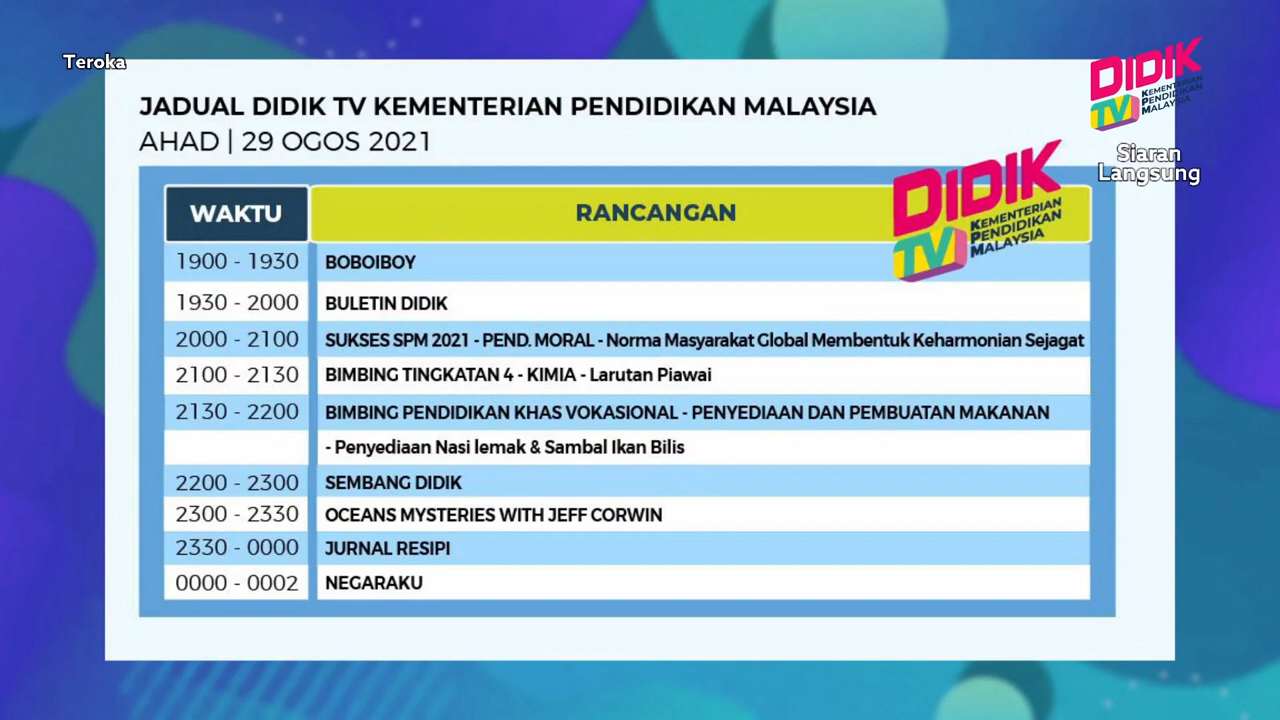 Teroka
DIDIK
TV KEMENTERIAN
PENDIDIKAN
MALAYSIA
Siaran
Langsung
JADUAL DIDIK TV KEMENTERIAN PENDIDIKAN MALAYSIA
AHAD | 29 OGOS 2021
DIDIK
TV KEMENTERIAN
PENDIDIKAN
MALAYSIA
WAKTU RANCANGAN
1900 - 1930 BOBOIBOY
1930 - 2000 BULETIN DIDIK
2000 - 2100 SUKSES SPM 2021 - PEND. MORAL - Norma Masyarakat Global Membentuk Keharmonian Sejagat
2100 - 2130 BIMBING TINGKATAN 4 - KIMIA - Larutan Piawai
2130 - 2200 BIMBING PENDIDIKAN KHAS VOKASIONAL - PENYEDIAAN DAN PEMBUATAN MAKANAN
- Penyediaan Nasi lemak & Sambal Ikan Bilis
2200 - 2300 SEMBANG DIDIK
2300 - 2330 OCEANS MYSTERIES WITH JEFF CORWIN
2330 - 0000 JURNAL RESIPI
0000 - 0002 NEGARAKU